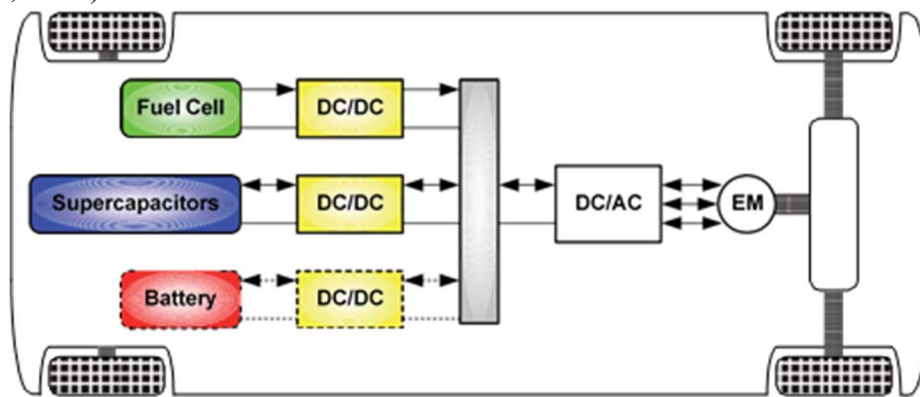 Fuel Cell
DC/DC
Supercapacitors
DC/DC
DC/AC
EM
Battery
DC/DC